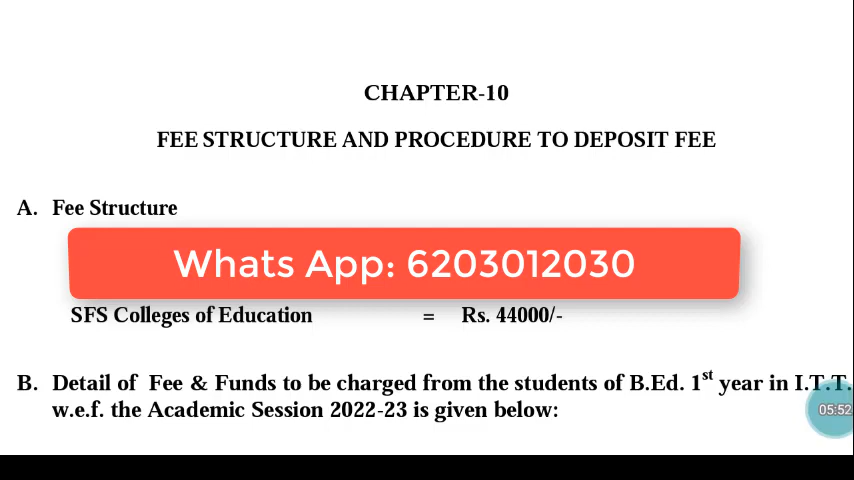 CHAPTER-10
FEE STRUCTURE AND PROCEDURE TO DEPOSIT FEE
A. Fee Structure
Whats App: 6203012030
SFS Colleges of Education = Rs. 44000/-
B. Detail of Fee & Funds to be charged from the students of B.Ed. 1st year in I.T.T.
w.e.f. the Academic Session 2022-23 is given below:
05:52